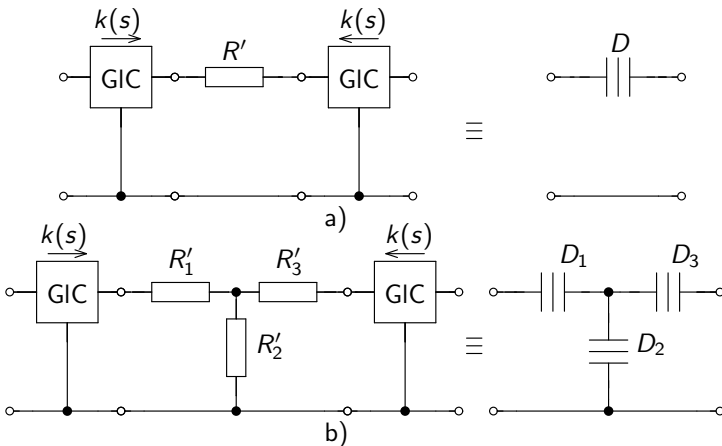 k(s) k(s)
R′ D
GIC GIC
≡
a)
k(s) k(s)
R′₁ R′₃ D₁ D₃
GIC GIC
R′₂ ≡ D₂
b)